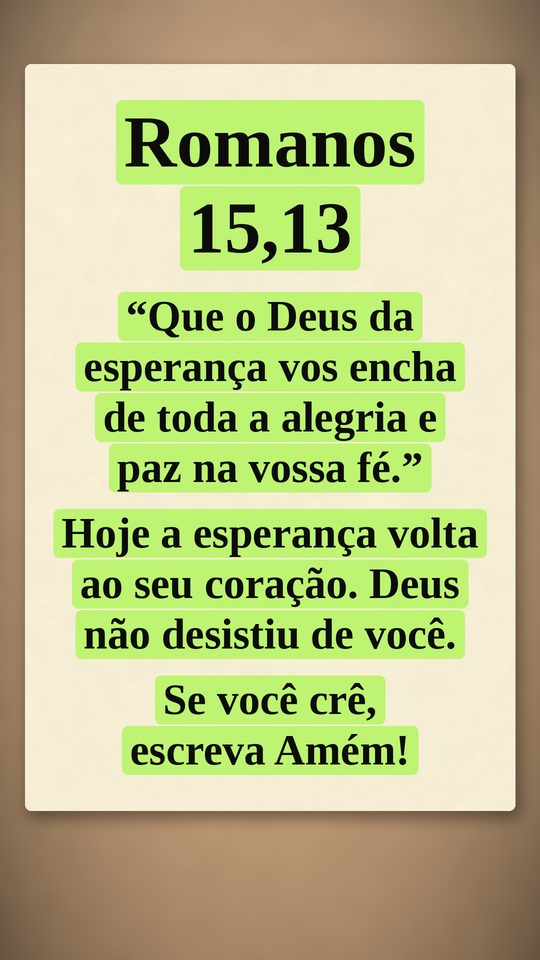 Romanos
15,13
“Que o Deus da
esperança vos encha
de toda a alegria e
paz na vossa fé.”
Hoje a esperança volta
ao seu coração. Deus
não desistiu de você.
Se você crê,
escreva Amém!